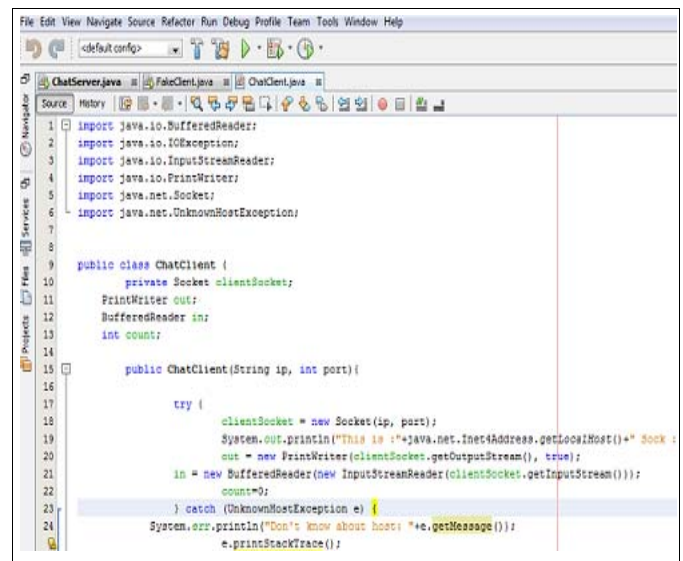 File Edit View Navigate Source Refactor Run Debug Profile Team Tools Window Help
<default config>
ChatServer.java FakeClient.java ChatClient.java
Source History
Navigator
Services
Files
Projects
1 import java.io.BufferedReader;
2 import java.io.IOException;
3 import java.io.InputStreamReader;
4 import java.io.PrintWriter;
5 import java.net.Socket;
6 import java.net.UnknownHostException;
7
8
9 public class ChatClient {
10 private Socket clientSocket;
11 PrintWriter out;
12 BufferedReader in;
13 int count;
14
15 public ChatClient(String ip, int port){
16
17 try {
18 clientSocket = new Socket(ip, port);
19 System.out.println("This is :"+java.net.Inet4Address.getLocalHost()+" Sock :
20 out = new PrintWriter(clientSocket.getOutputStream(), true);
21 in = new BufferedReader(new InputStreamReader(clientSocket.getInputStream()));
22 count=0;
23 } catch (UnknownHostException e) {
24 System.err.println("Don't know about host: "+e.getMessage());
e.printStackTrace();